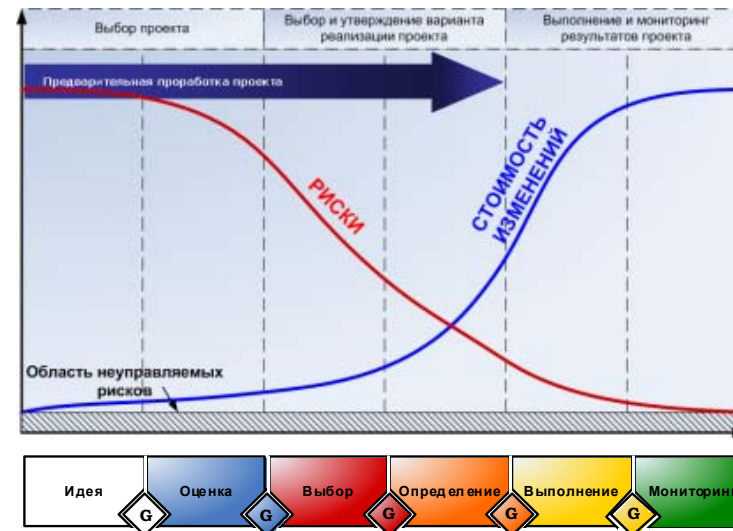 Выбор проекта
Выбор и утверждение варианта
реализации проекта
Выполнение и мониторинг
результатов проекта
Предварительная проработка проекта
РИСКИ
СТОИМОСТЬ
ИЗМЕНЕНИЙ
Область неуправляемых
рисков
Идея
Оценка
Выбор
Определение
Выполнение
Мониторин
G
G
G
G
G